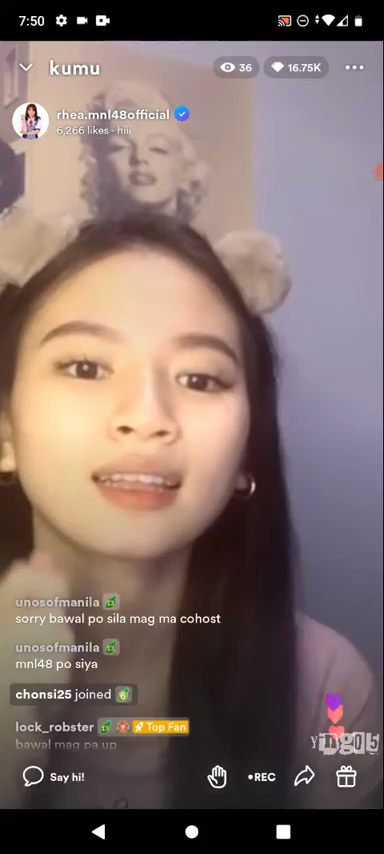 7:50
kumu
36
16.75K
rhea.mnl48official
6,266 likes · hiii
unosofmanila
sorry bawal po sila mag ma cohost
unosofmanila
mnl48 po siya
chonsi25 joined
lock_robster Top Fan
bawal mag pa up
Say hi!
•REC